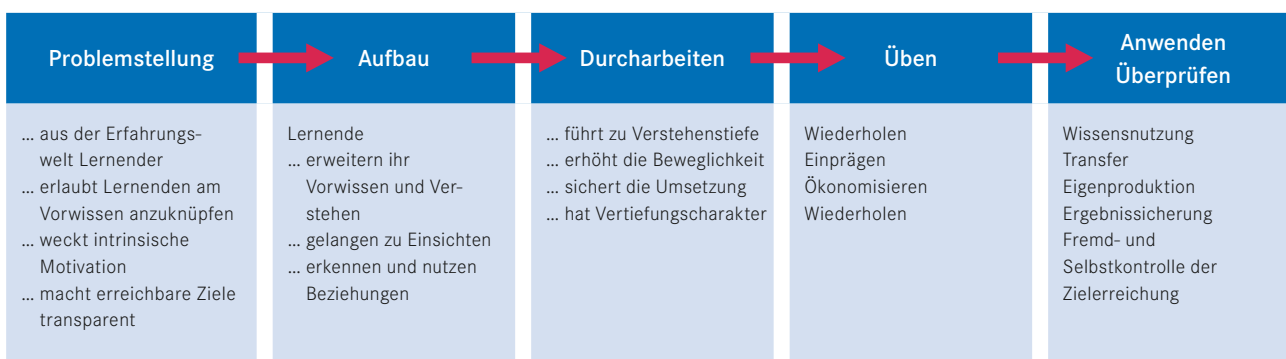 Problemstellung
Aufbau
Durcharbeiten
Üben
Anwenden
Überprüfen
... aus der Erfahrungs-
welt Lernender
... erlaubt Lernenden am
Vorwissen anzuknüpfen
... weckt intrinsische
Motivation
... macht erreichbare Ziele
transparent
Lernende
... erweitern ihr
Vorwissen und Ver-
stehen
... gelangen zu Einsichten
... erkennen und nutzen
Beziehungen
... führt zu Verstehenstiefe
... erhöht die Beweglichkeit
... sichert die Umsetzung
... hat Vertiefungscharakter
Wiederholen
Einprägen
Ökonomisieren
Wiederholen
Wissensnutzung
Transfer
Eigenproduktion
Ergebnissicherung
Fremd- und
Selbstkontrolle der
Zielerreichung